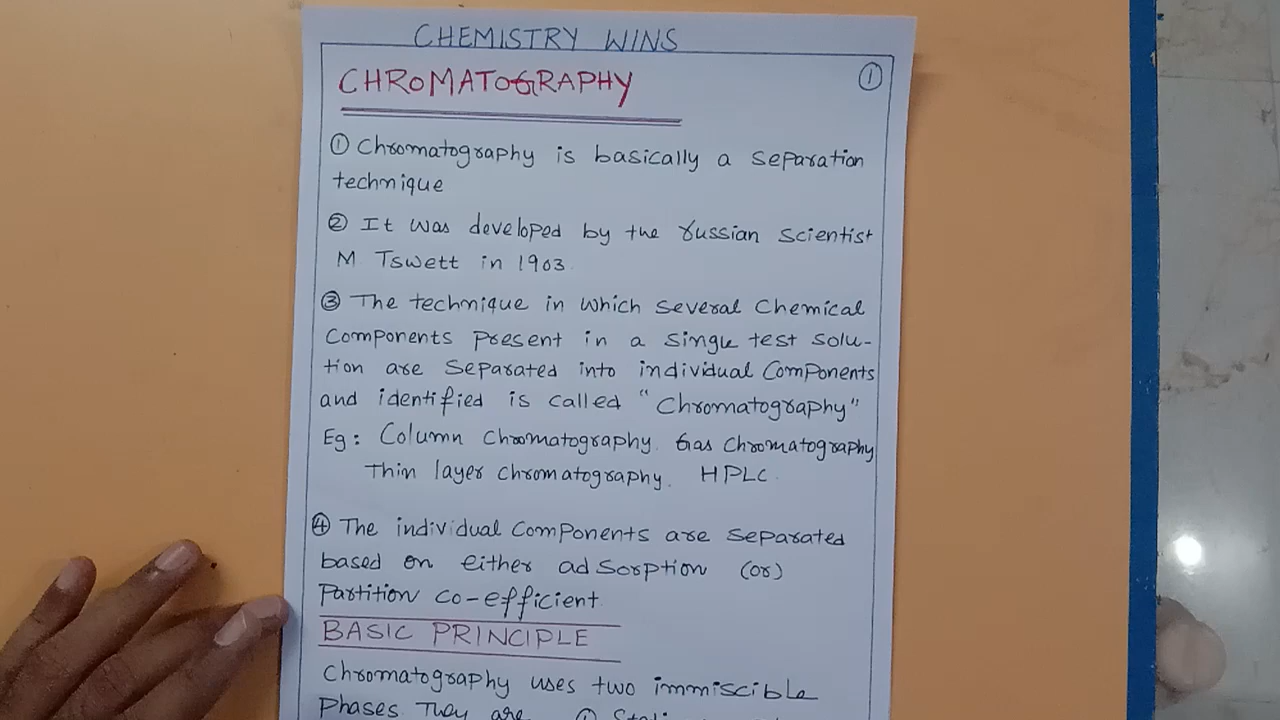 CHEMISTRY WINS
CHROMATOGRAPHY
①
① Chromatography is basically a separation
technique
② It was developed by the russian scientist
M Tswett in 1903.
③ The technique in which several chemical
components present in a single test solu-
tion are separated into individual components
and identified is called "Chromatography"
Eg: Column chromatography. Gas chromatography
Thin layer chromatography. HPLC.
④ The individual components are separated
based on either adsorption (or)
Partition co-efficient.
BASIC PRINCIPLE
Chromatography uses two immiscible
Phases They are ①